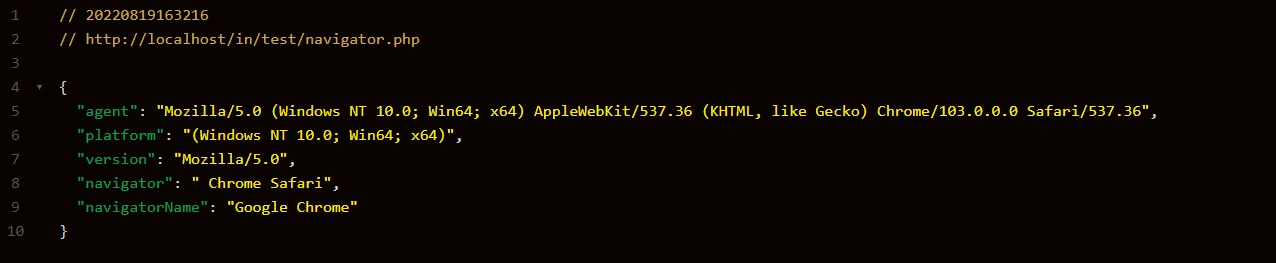 1 // 20220819163216
2 // http://localhost/in/test/navigator.php
3
4 {
5 "agent": "Mozilla/5.0 (Windows NT 10.0; Win64; x64) AppleWebKit/537.36 (KHTML, like Gecko) Chrome/103.0.0.0 Safari/537.36",
6 "platform": "(Windows NT 10.0; Win64; x64)",
7 "version": "Mozilla/5.0",
8 "navigator": " Chrome Safari",
9 "navigatorName": "Google Chrome"
10 }